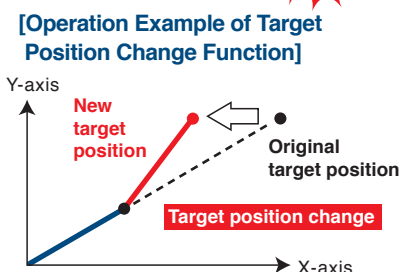 [Operation Example of Target
Position Change Function]
Y-axis
New
target
position
Original
target position
Target position change
X-axis